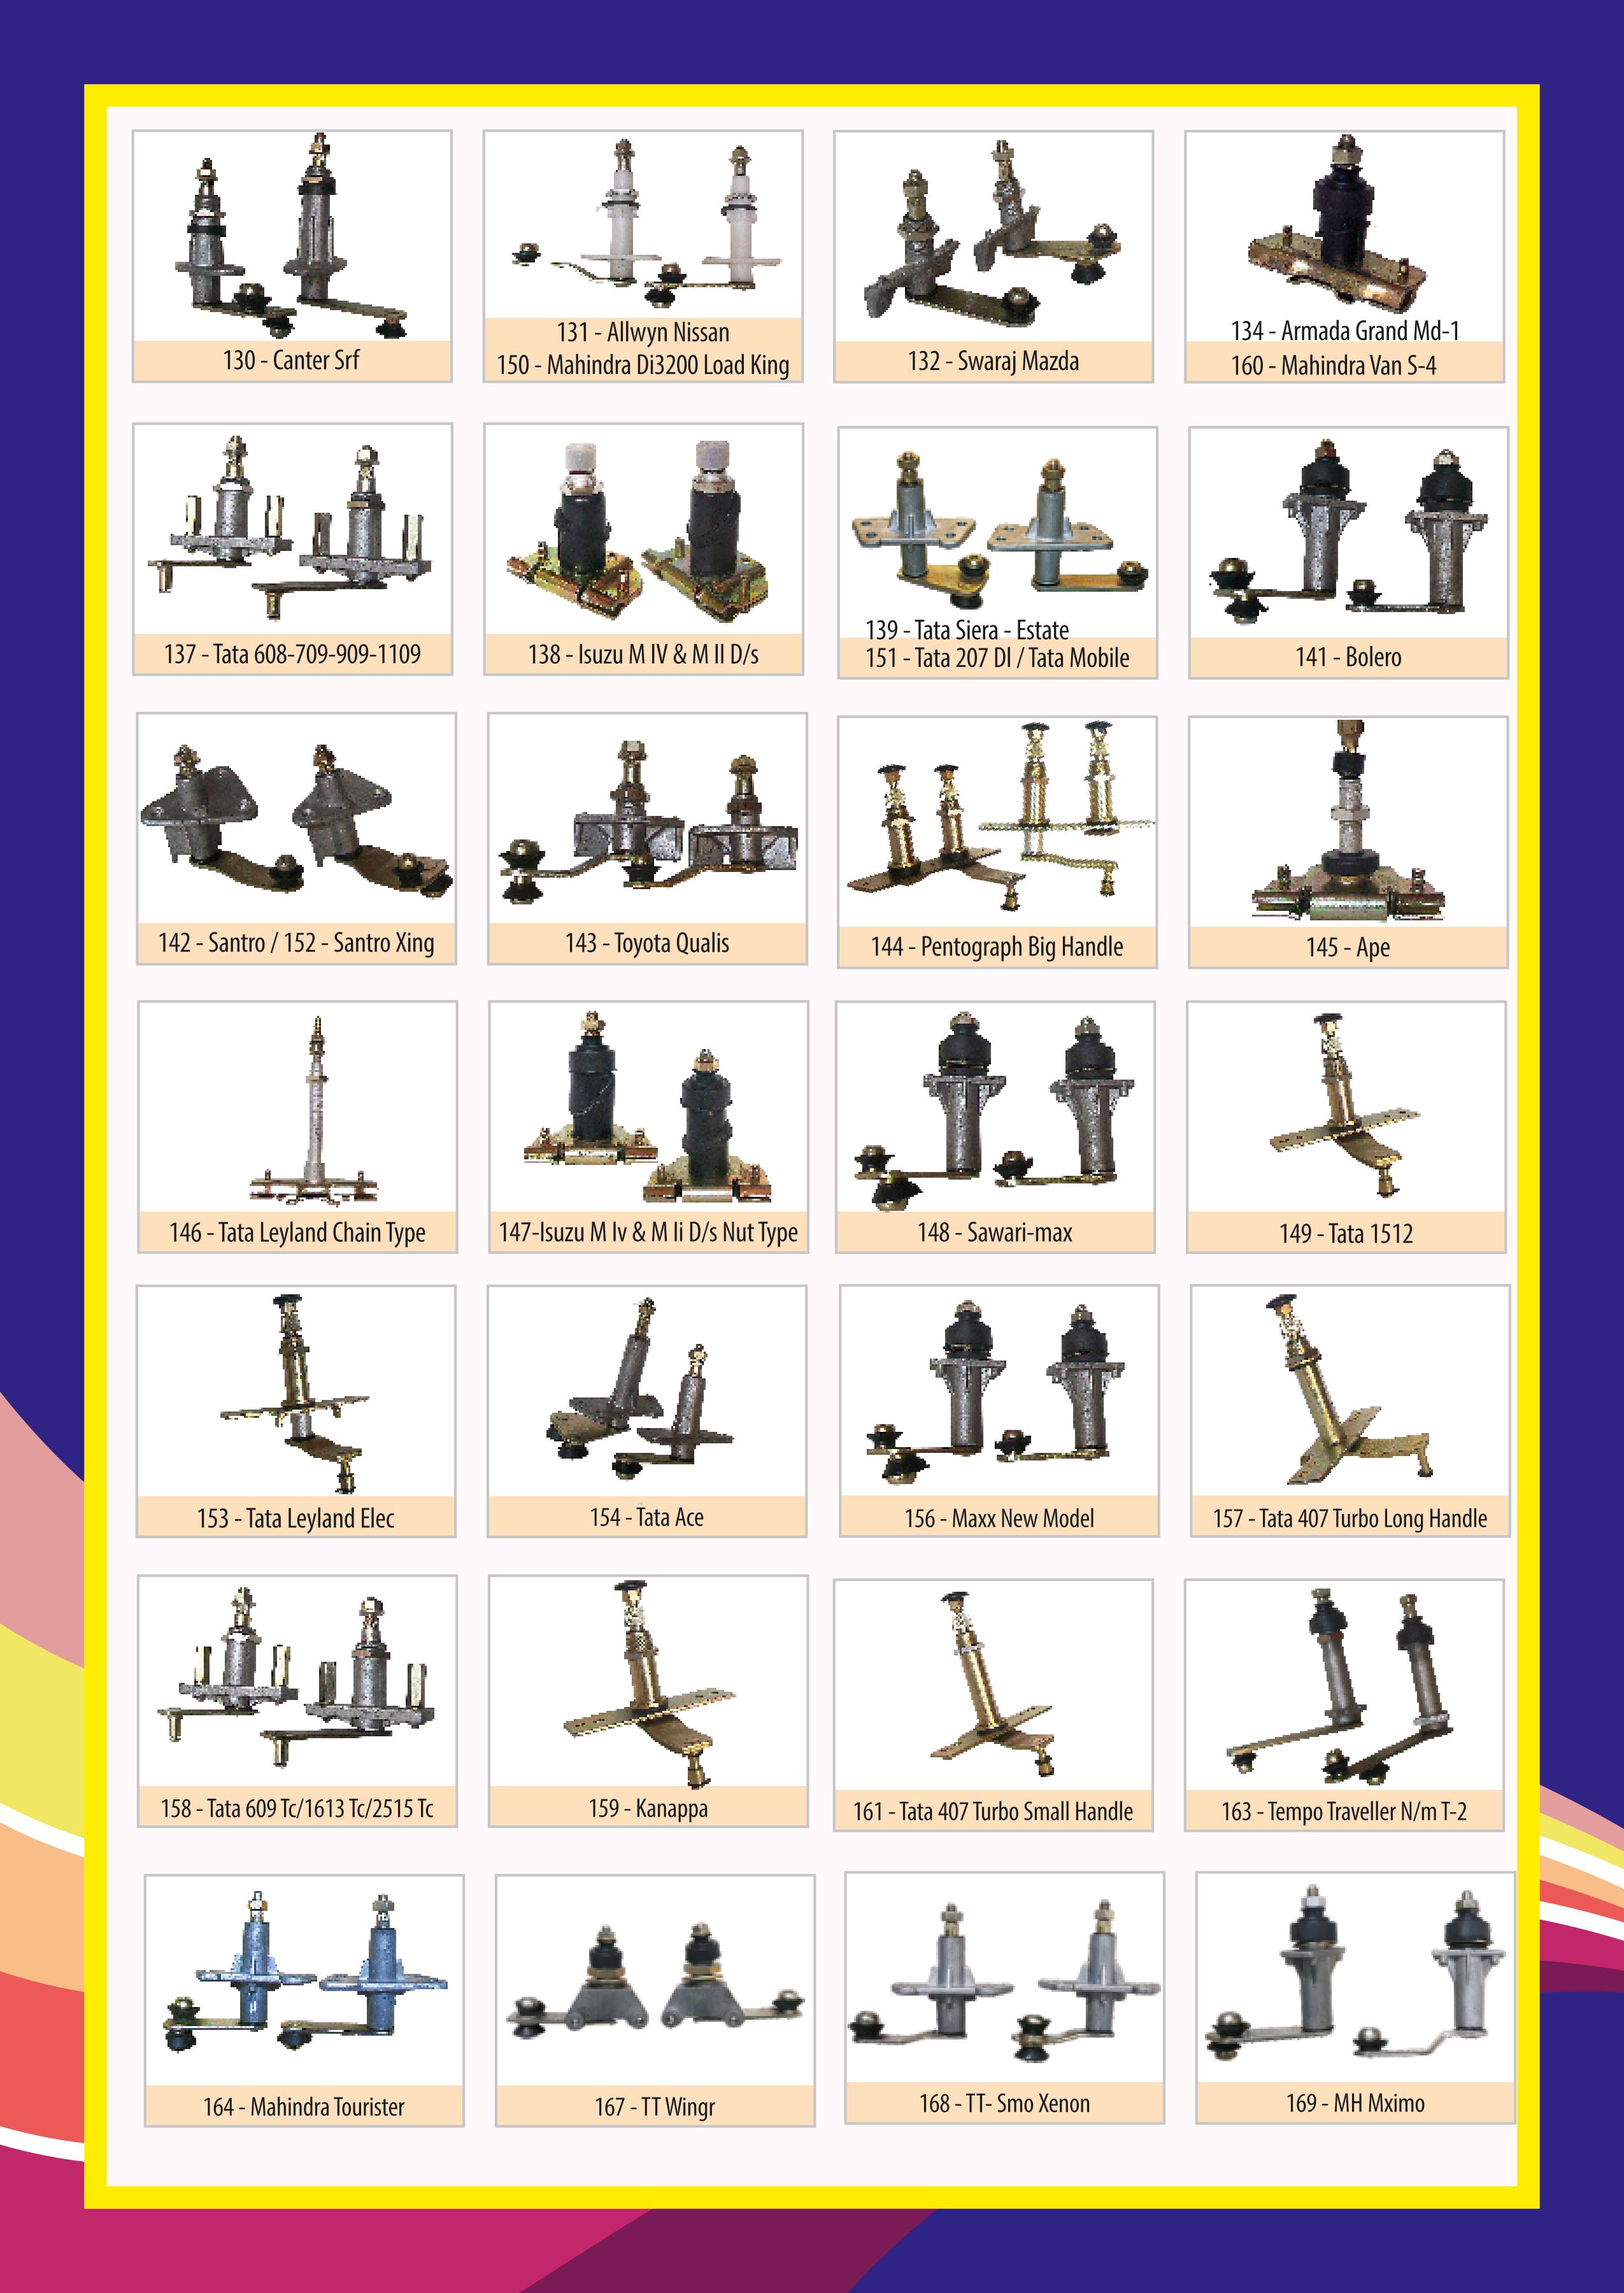 130 - Canter Srf
131 - Allwyn Nissan
150 - Mahindra Di3200 Load King
132 - Swaraj Mazda
134 - Armada Grand Md-1
160 - Mahindra Van S-4
137 - Tata 608-709-909-1109
138 - Isuzu M IV & M II D/s
139 - Tata Siera - Estate
151 - Tata 207 Dl / Tata Mobile
141 - Bolero
142 - Santro / 152 - Santro Xing
143 - Toyota Qualis
144 - Pentograph Big Handle
145 - Ape
146 - Tata Leyland Chain Type
147-Isuzu M Iv & M Ii D/s Nut Type
148 - Sawari-max
149 - Tata 1512
153 - Tata Leyland Elec
154 - Tata Ace
156 - Maxx New Model
157 - Tata 407 Turbo Long Handle
158 - Tata 609 Tc/1613 Tc/2515 Tc
159 - Kanappa
161 - Tata 407 Turbo Small Handle
163 - Tempo Traveller N/m T-2
164 - Mahindra Tourister
167 - TT Wingr
168 - TT- Smo Xenon
169 - MH Mximo